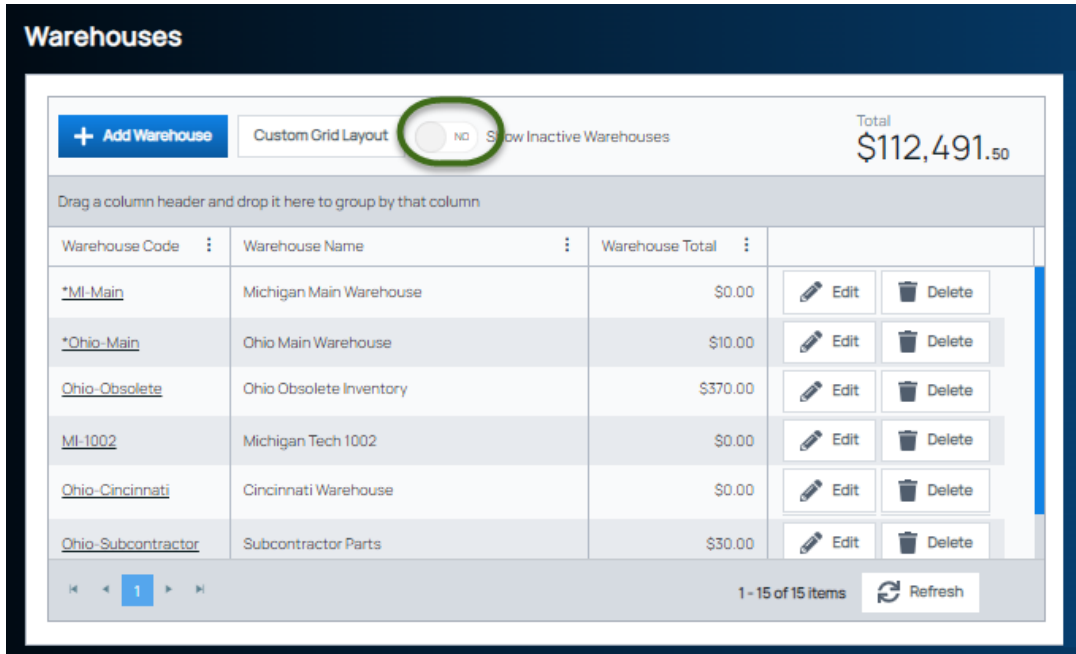 Warehouses
Add Warehouse Custom Grid Layout NO Show Inactive Warehouses Total
$112,491.50
Drag a column header and drop it here to group by that column
Warehouse Code Warehouse Name Warehouse Total
*MI-Main Michigan Main Warehouse $0.00 Edit Delete
*Ohio-Main Ohio Main Warehouse $10.00 Edit Delete
Ohio-Obsolete Ohio Obsolete Inventory $370.00 Edit Delete
MI-1002 Michigan Tech 1002 $0.00 Edit Delete
Ohio-Cincinnati Cincinnati Warehouse $0.00 Edit Delete
Ohio-Subcontractor Subcontractor Parts $30.00 Edit Delete
1 1 - 15 of 15 items Refresh